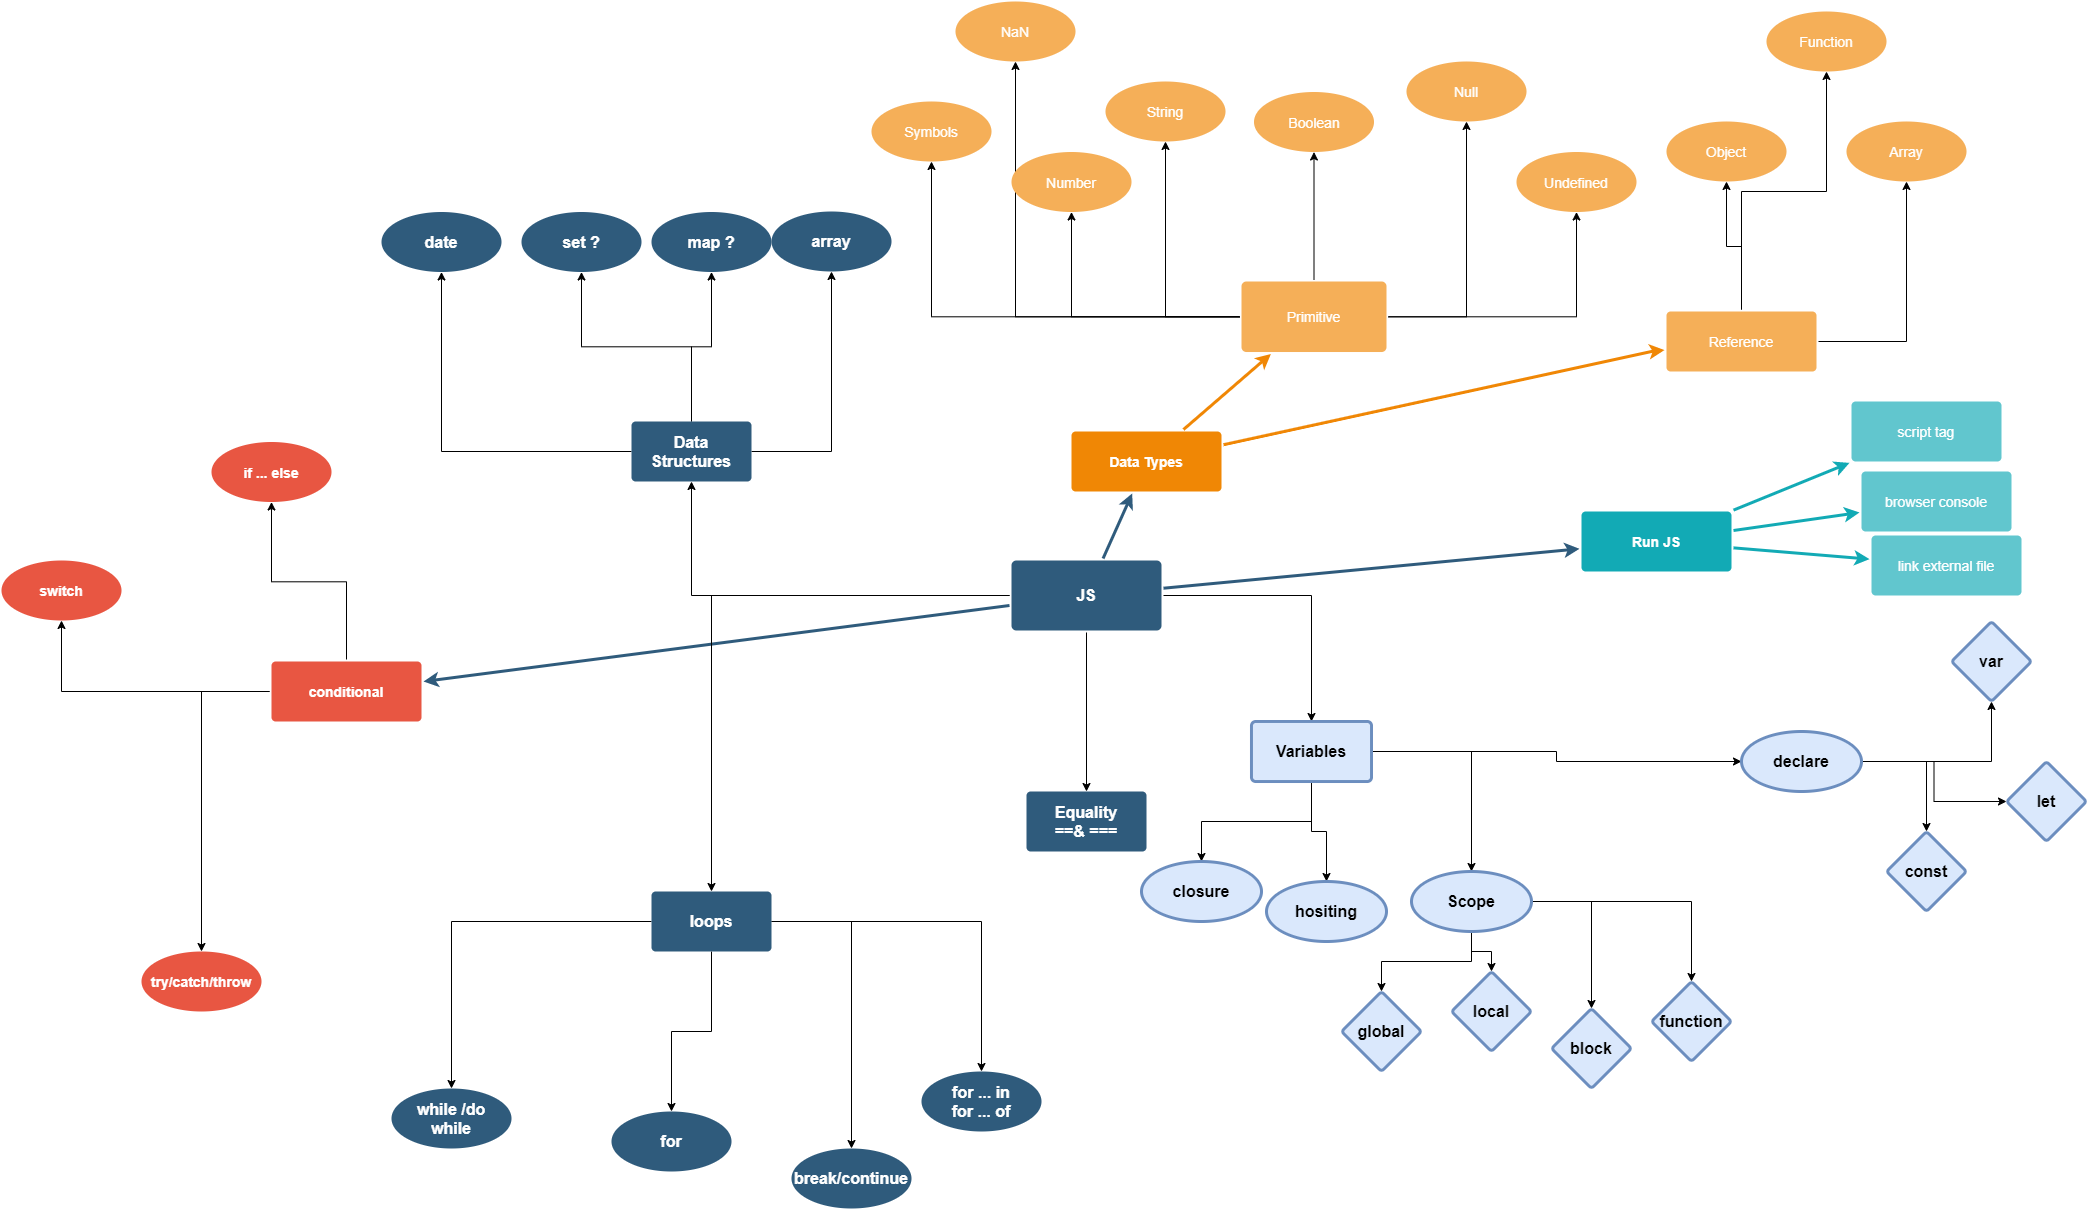 NaN
Function
Null
String
Boolean
Symbols
Object
Array
Number
Undefined
date
set ?
map ?
array
Primitive
Reference
script tag
Data
Structures
Data Types
if ... else
browser console
Run JS
link external file
switch
JS
var
conditional
Variables
declare
let
Equality
==& ===
const
closure
hositing
Scope
loops
try/catch/throw
local
global
function
block
for ... in
for ... of
while /do
while
for
break/continue